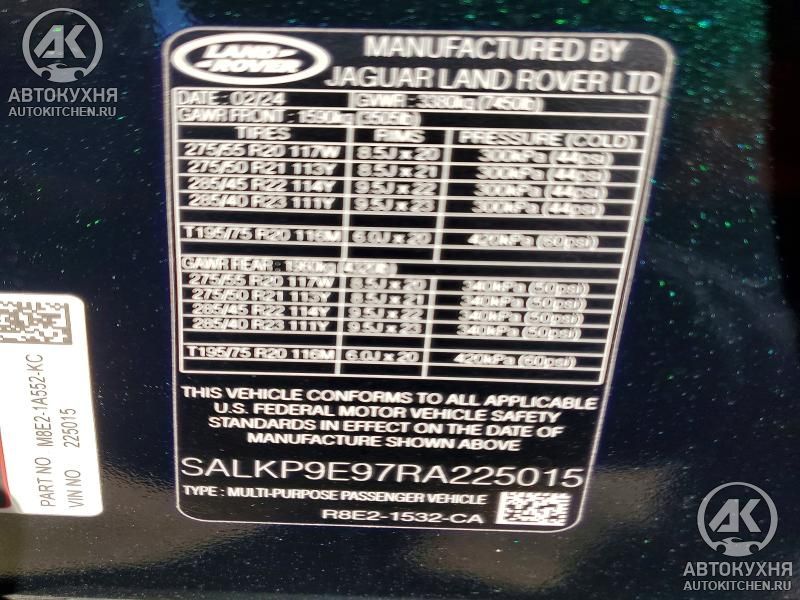 АВТОКУХНЯ
AUTOKITCHEN.RU
LAND ROVER
MANUFACTURED BY
JAGUAR LAND ROVER LTD
DATE : 02/24 GVWR : 3380kg (7450lb)
GAWR FRONT : 1590kg (3505lb)
TIRES RIMS PRESSURE (COLD)
275/55 R20 117W 8.5J x 20 300kPa (44psi)
275/50 R21 113Y 8.5J x 21 300kPa (44psi)
285/45 R22 114Y 9.5J x 22 300kPa (44psi)
285/40 R23 111Y 9.5J x 23 300kPa (44psi)
T195/75 R20 116M 6.0J x 20 420kPa (60psi)
GAWR REAR :
275/55 R20 117W 8.5J x 20 340kPa (50psi)
275/50 R21 113Y 8.5J x 21 340kPa (50psi)
285/45 R22 114Y 9.5J x 22 340kPa (50psi)
285/40 R23 111Y 9.5J x 23 340kPa (50psi)
T195/75 R20 116M 6.0J x 20 420kPa (60psi)
THIS VEHICLE CONFORMS TO ALL APPLICABLE
U.S. FEDERAL MOTOR VEHICLE SAFETY
STANDARDS IN EFFECT ON THE DATE OF
MANUFACTURE SHOWN ABOVE
SALKP9E97RA225015
TYPE : MULTI-PURPOSE PASSENGER VEHICLE
R8E2-1532-CA
PART NO M8E2-1A552-KC
VIN NO 225015
АВТОКУХНЯ
AUTOKITCHEN.RU